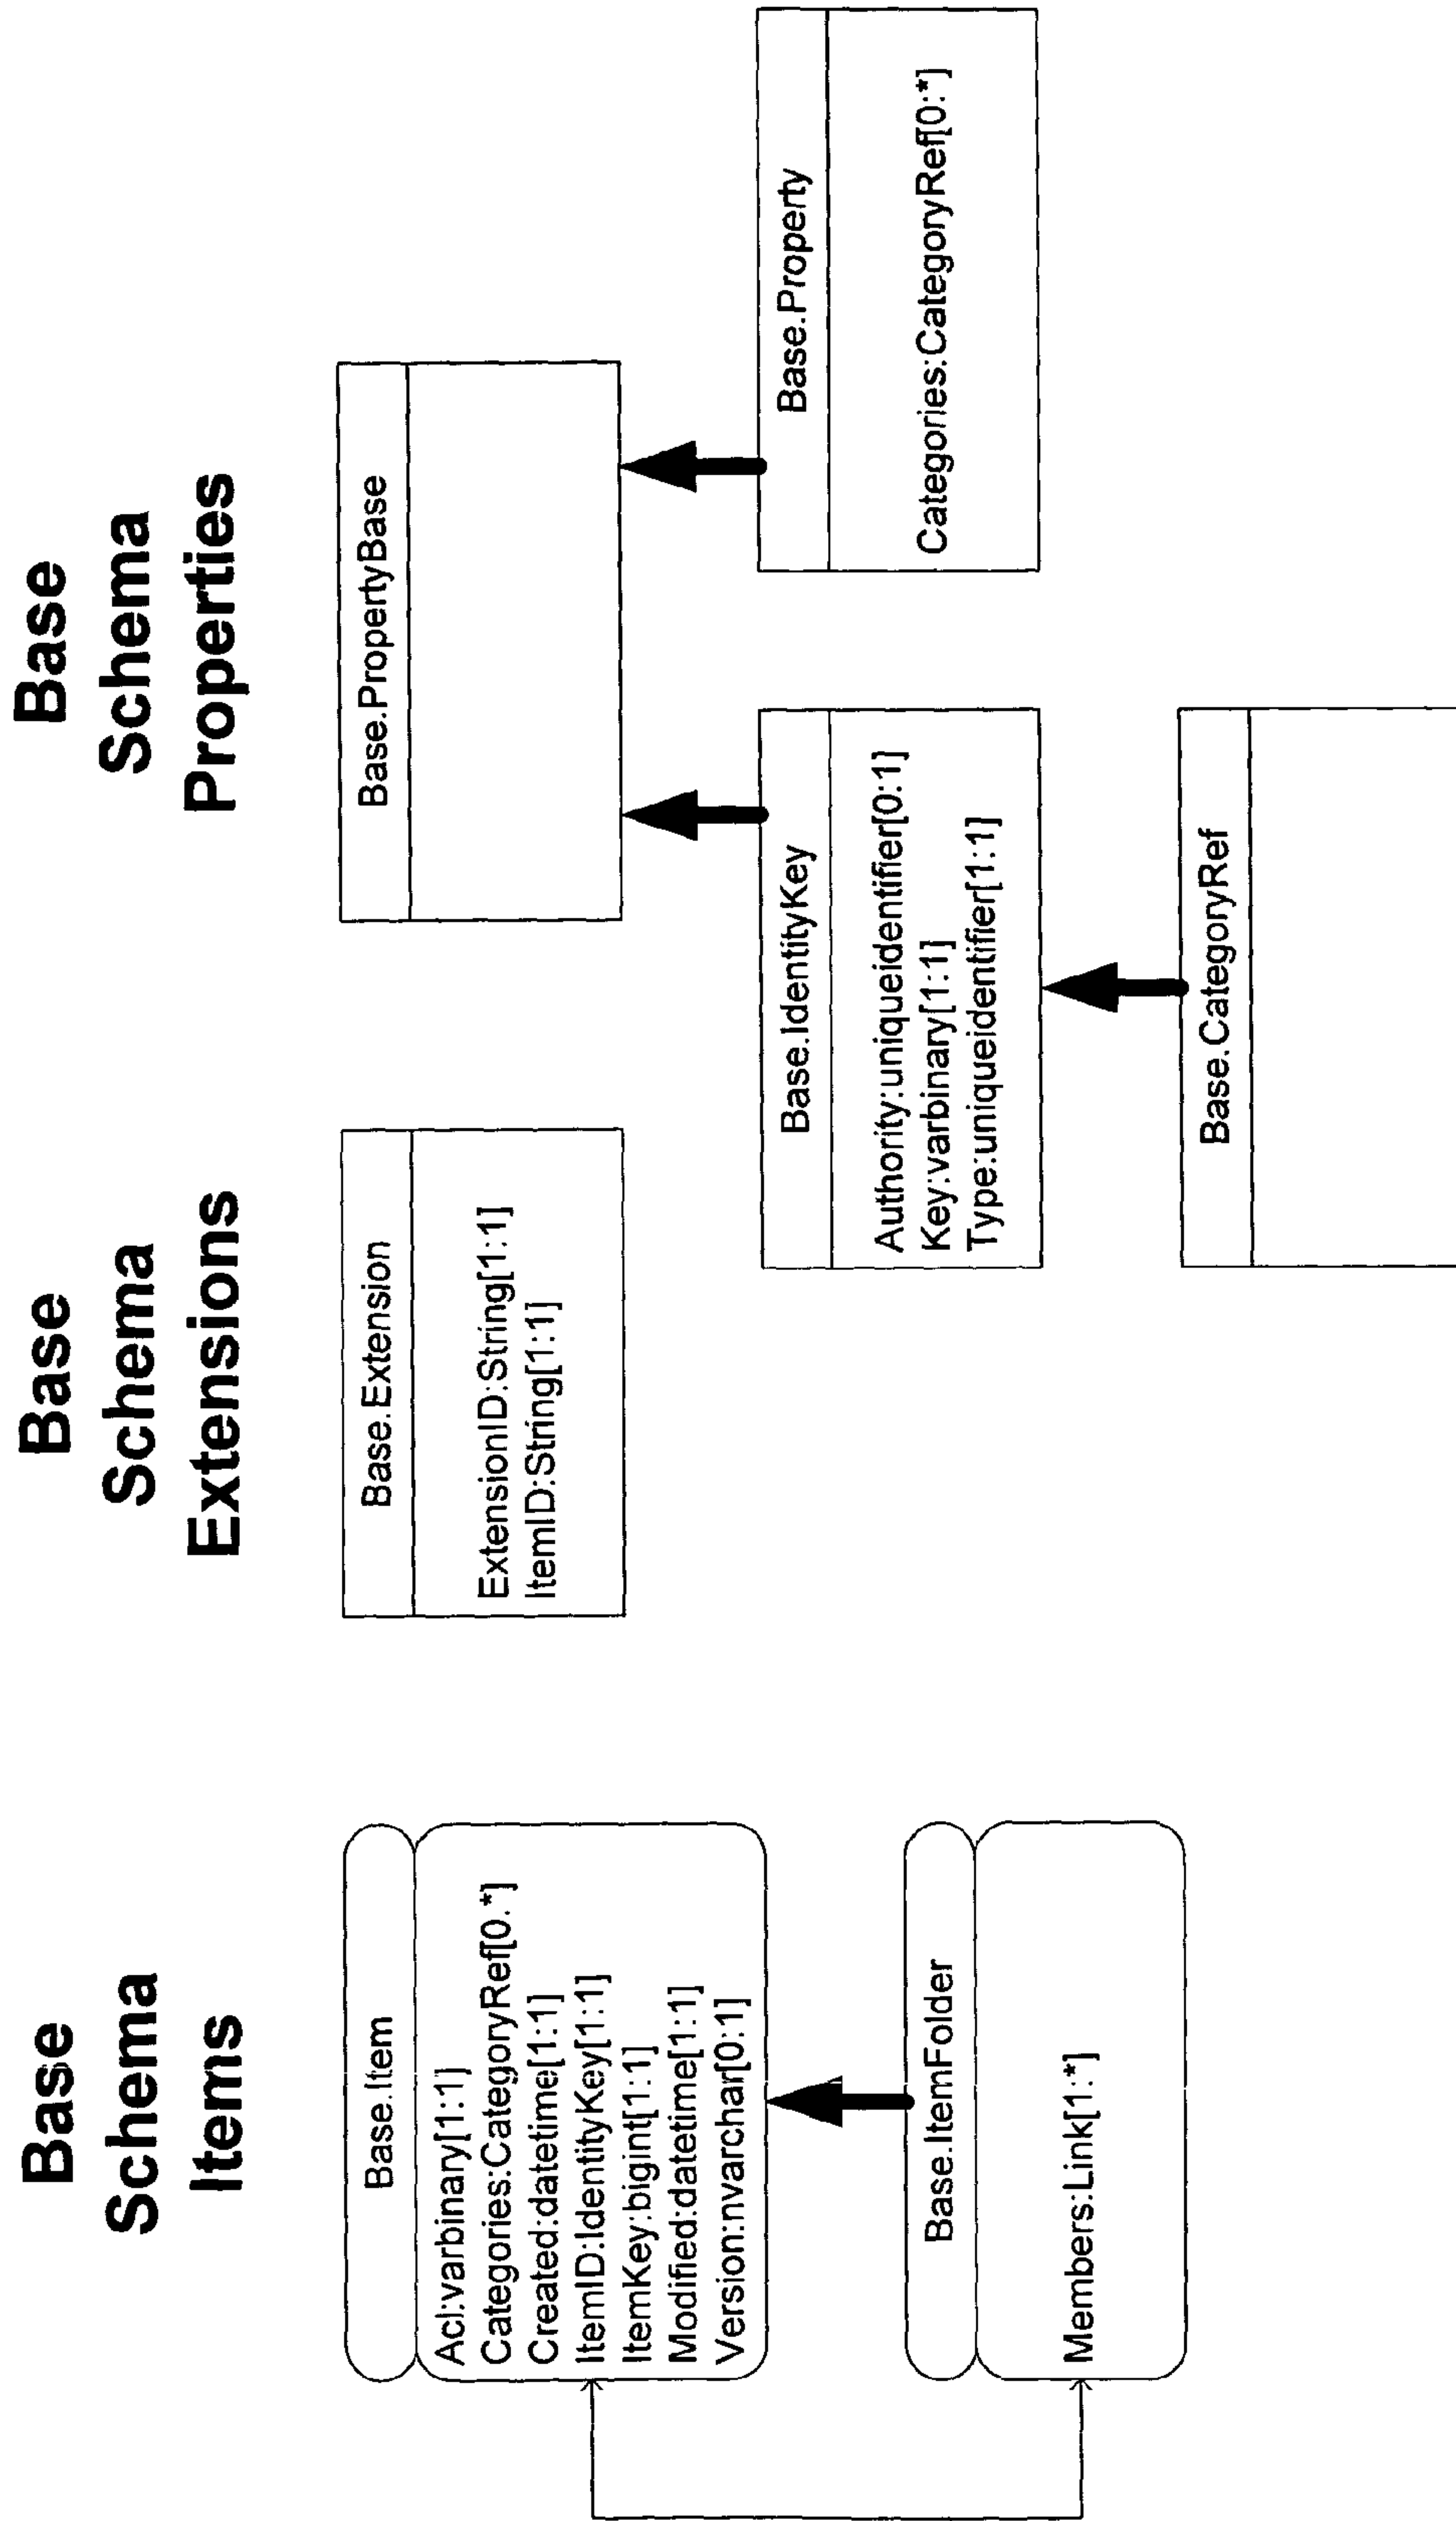 Base
Schema
Items
Base
Schema
Extensions
Base
Schema
Properties
Base.Item
Acl:varbinary[1:1]
Categories:CategoryRef[0.*]
Created:datetime[1:1]
ItemID:IdentityKey[1:1]
ItemKey:bigint[1:1]
Modified:datetime[1:1]
Version:nvarchar[0:1]
Base.ItemFolder
Members:Link[1:*]
Base.Extension
ExtensionID:String[1:1]
ItemID:String[1:1]
Base.PropertyBase
Base.IdentityKey
Authority:uniqueidentifier[0:1]
Key:varbinary[1:1]
Type:uniqueidentifier[1:1]
Base.Property
Categories:CategoryRef[0:*]
Base.CategoryRef